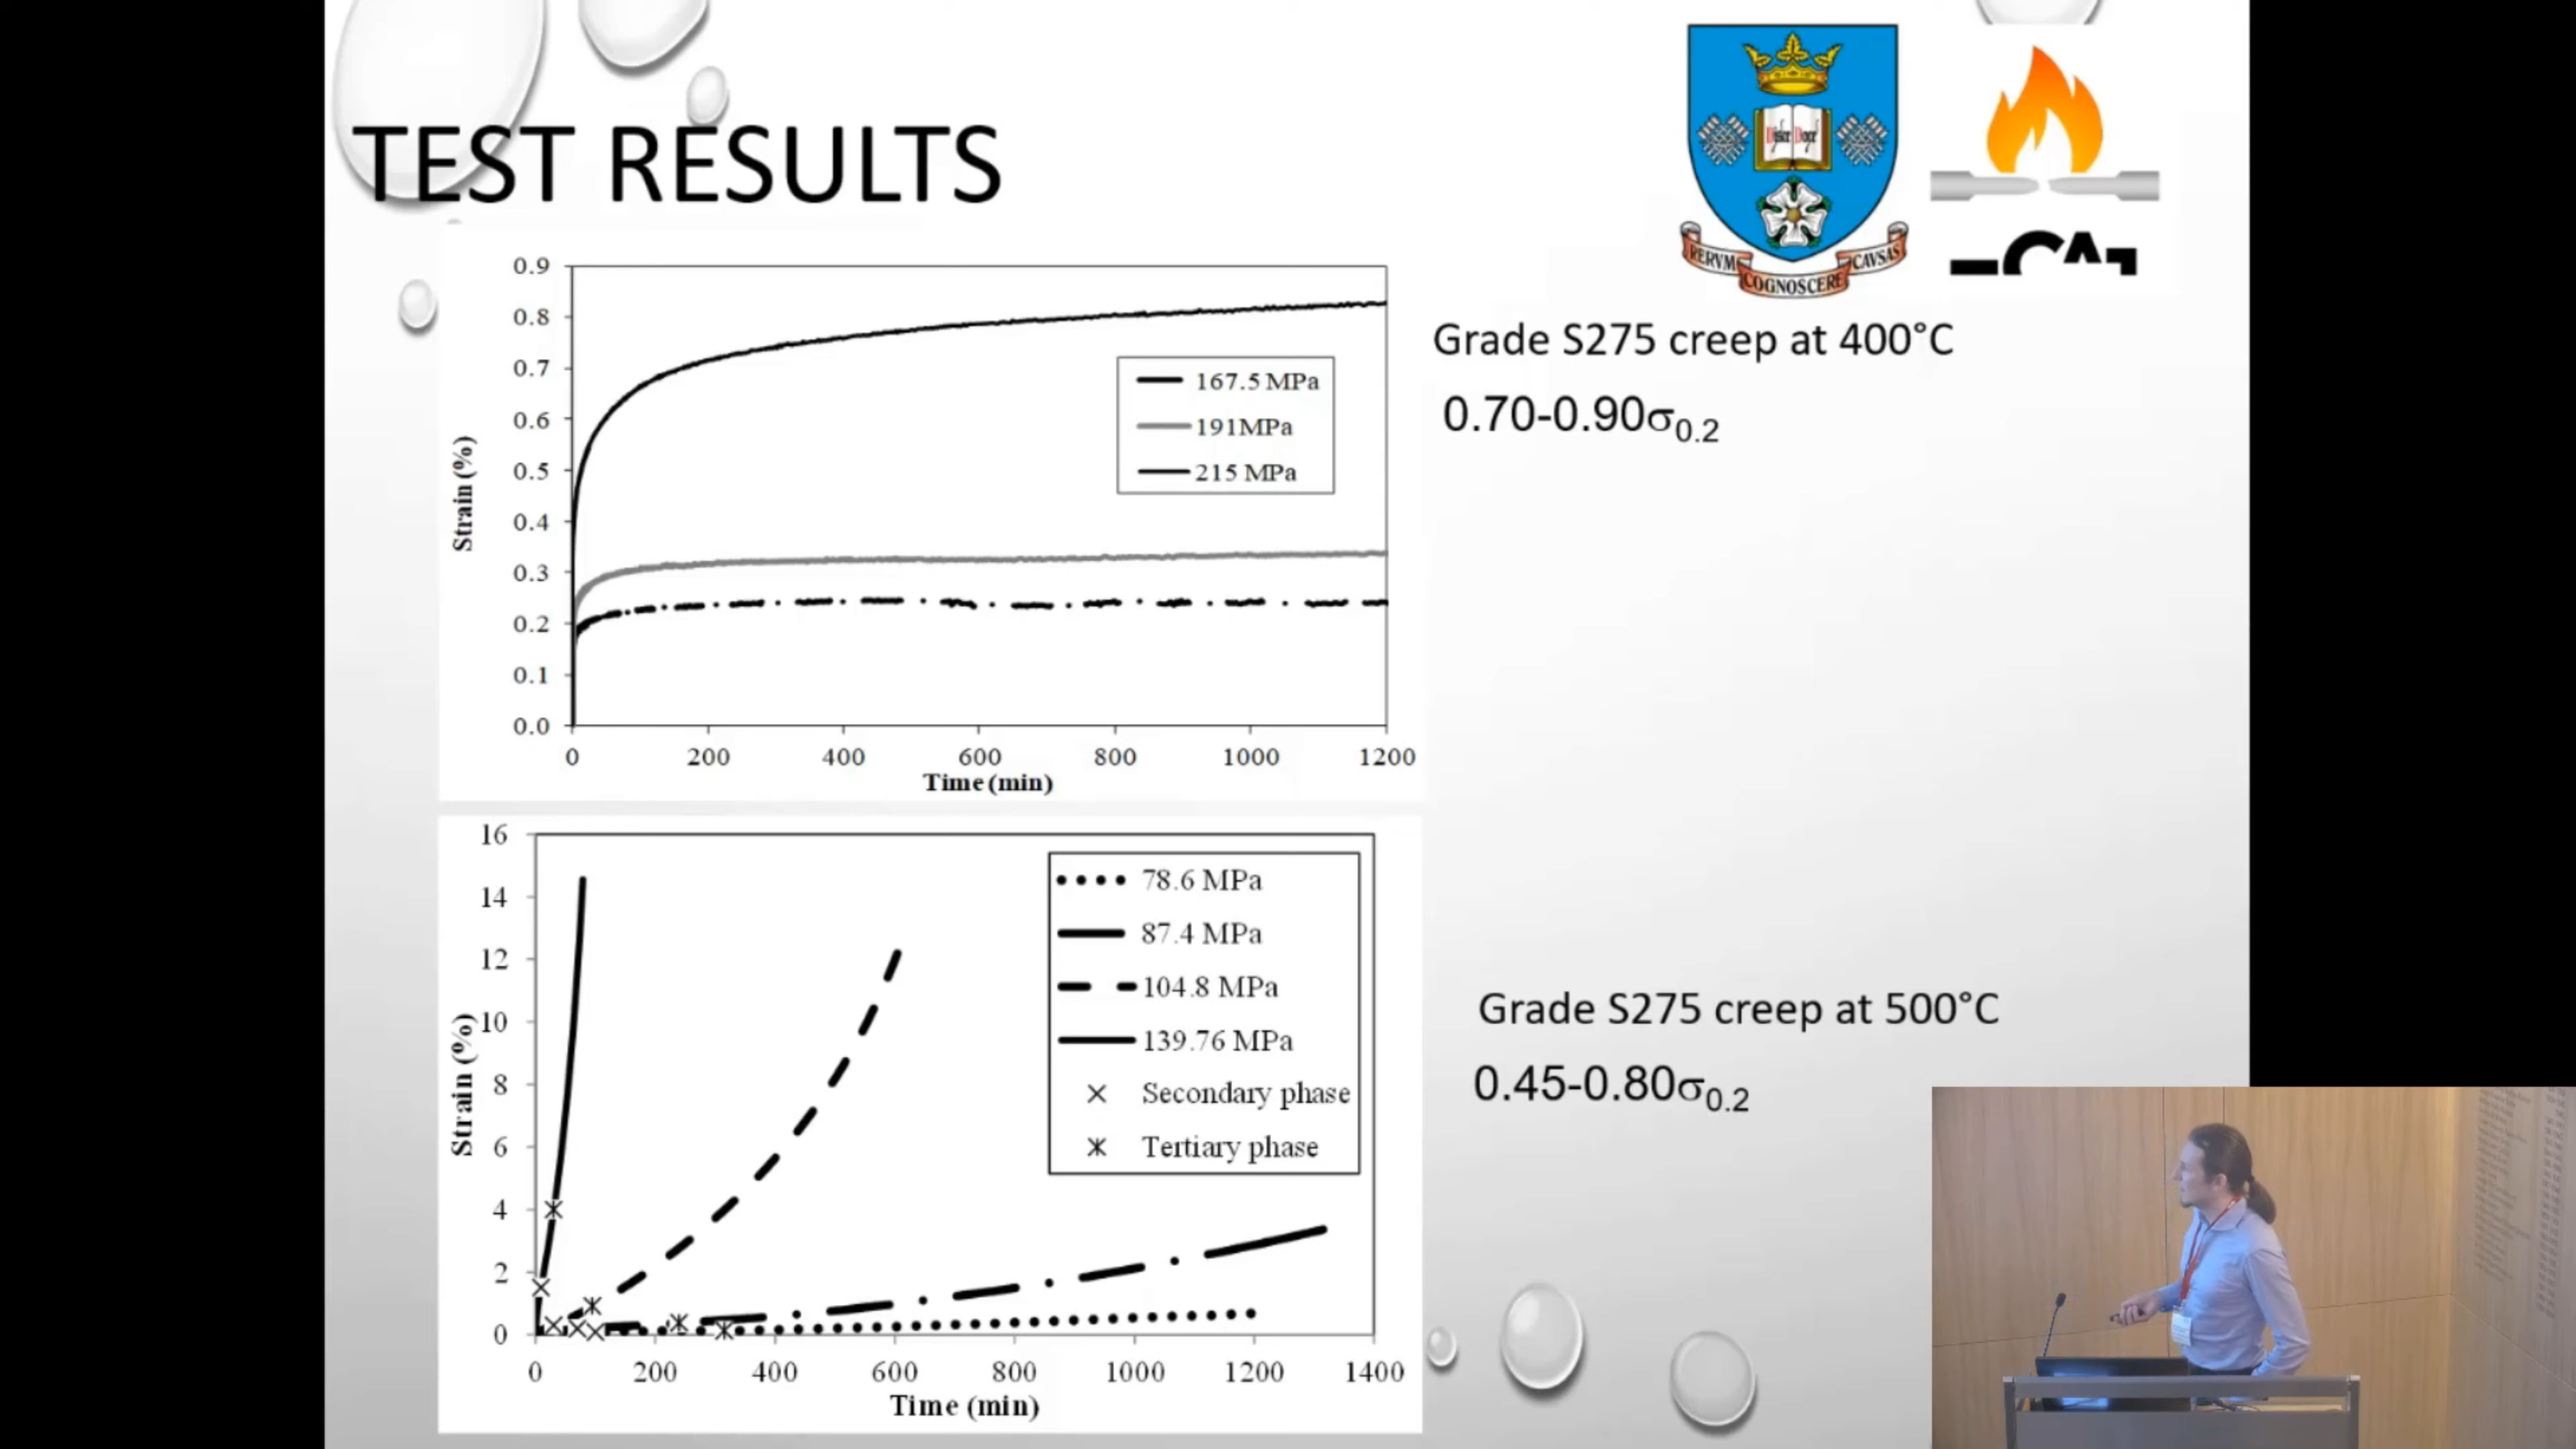 TEST RESULTS
Disce Doce
RERVM COGNOSCERE CAVSAS
0.9
0.8
0.7
0.6
0.5
0.4
0.3
0.2
0.1
0.0
Strain (%)
167.5 MPa
191MPa
215 MPa
0 200 400 600 800 1000 1200
Time (min)
Grade S275 creep at 400°C
0.70-0.90σ0.2
16
14
12
10
8
6
4
2
0
Strain (%)
78.6 MPa
87.4 MPa
104.8 MPa
139.76 MPa
Secondary phase
Tertiary phase
0 200 400 600 800 1000 1200 1400
Time (min)
Grade S275 creep at 500°C
0.45-0.80σ0.2